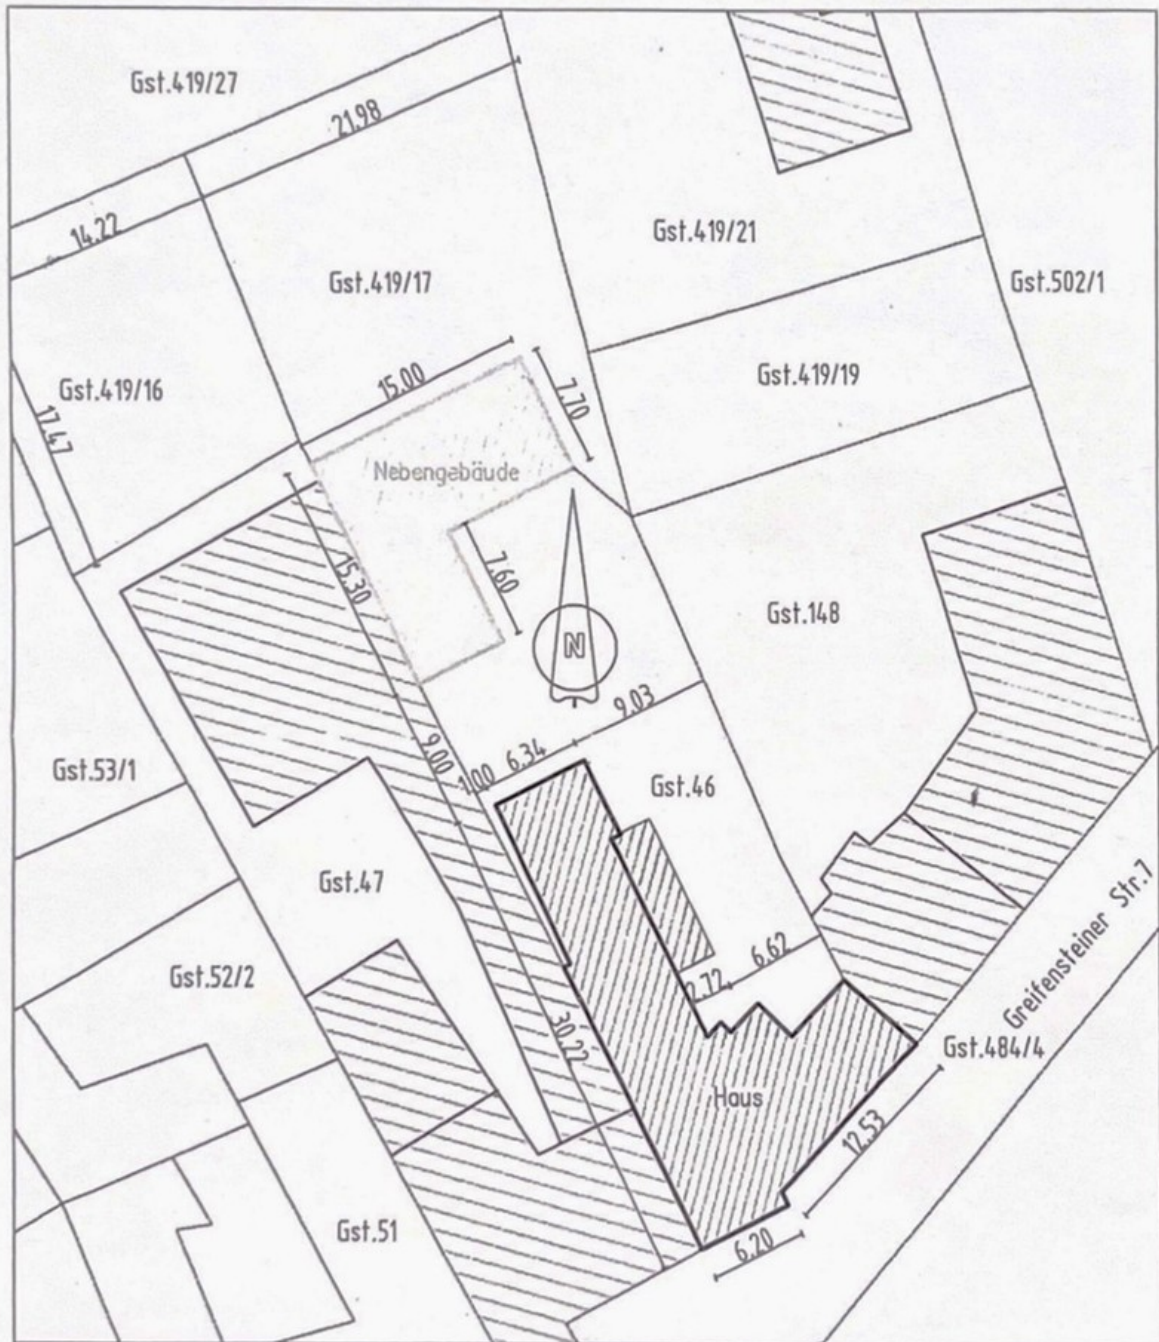 Gst.419/27
21.98
14.22
Gst.419/21
Gst.419/17
Gst.502/1
Gst.419/16
15.00
7.70
Gst.419/19
17.47
Nebengebäude
15.30
7.60
Gst.148
N
9.03
Gst.53/1
9.00
1.00
6.34
Gst.46
Gst.47
Greifensteiner Str.7
Gst.52/2
2.72
6.62
30.22
Gst.484/4
Haus
12.53
Gst.51
6.20